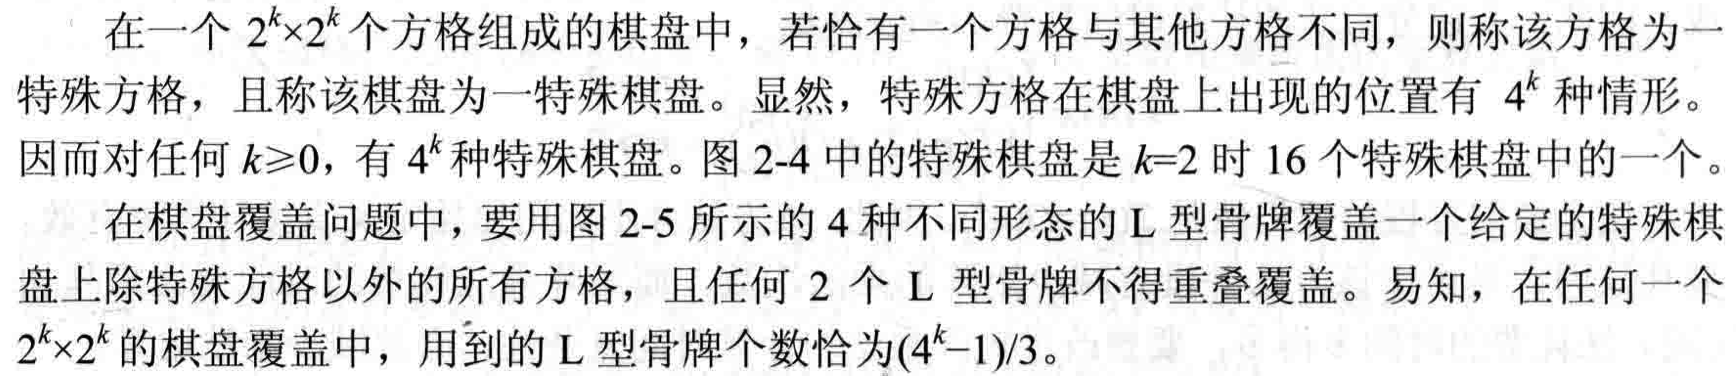 在一个 2ᵏ×2ᵏ 个方格组成的棋盘中，若恰有一个方格与其他方格不同，则称该方格为一
特殊方格，且称该棋盘为一特殊棋盘。显然，特殊方格在棋盘上出现的位置有 4ᵏ 种情形。
因而对任何 k≥0，有 4ᵏ 种特殊棋盘。图 2-4 中的特殊棋盘是 k=2 时 16 个特殊棋盘中的一个。
在棋盘覆盖问题中，要用图 2-5 所示的 4 种不同形态的 L 型骨牌覆盖一个给定的特殊棋
盘上除特殊方格以外的所有方格，且任何 2 个 L 型骨牌不得重叠覆盖。易知，在任何一个
2ᵏ×2ᵏ 的棋盘覆盖中，用到的 L 型骨牌个数恰为(4ᵏ−1)/3。